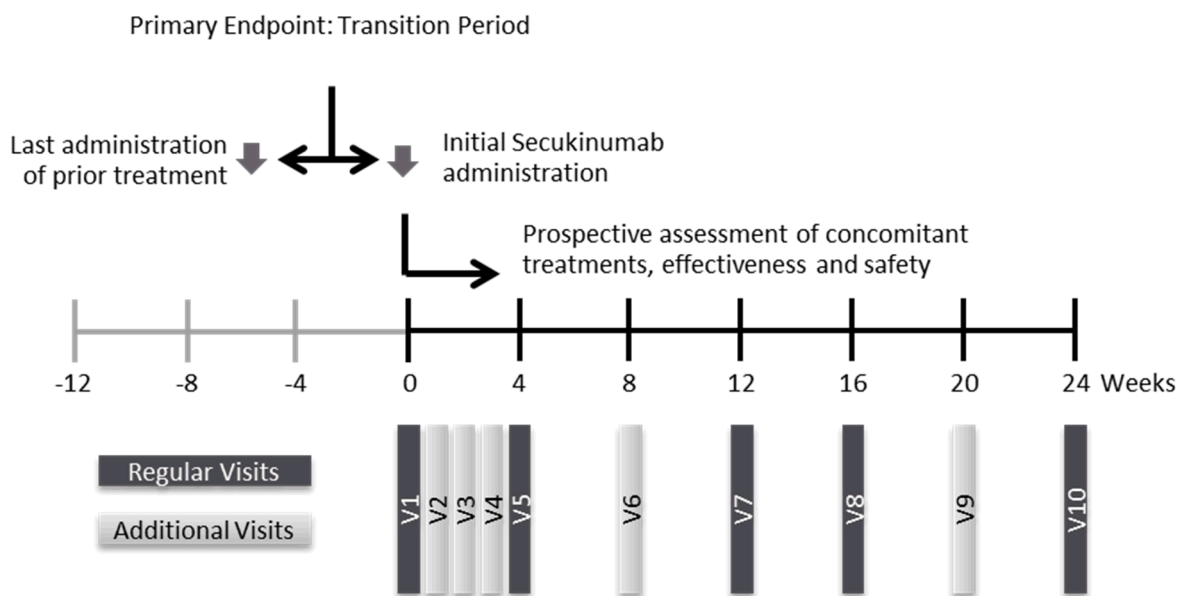 Primary Endpoint: Transition Period
Last administration
of prior treatment
Initial Secukinumab
administration
Prospective assessment of concomitant
treatments, effectiveness and safety
-12 -8 -4 0 4 8 12 16 20 24 Weeks
Regular Visits
Additional Visits
V1 V2 V3 V4 V5 V6 V7 V8 V9 V10